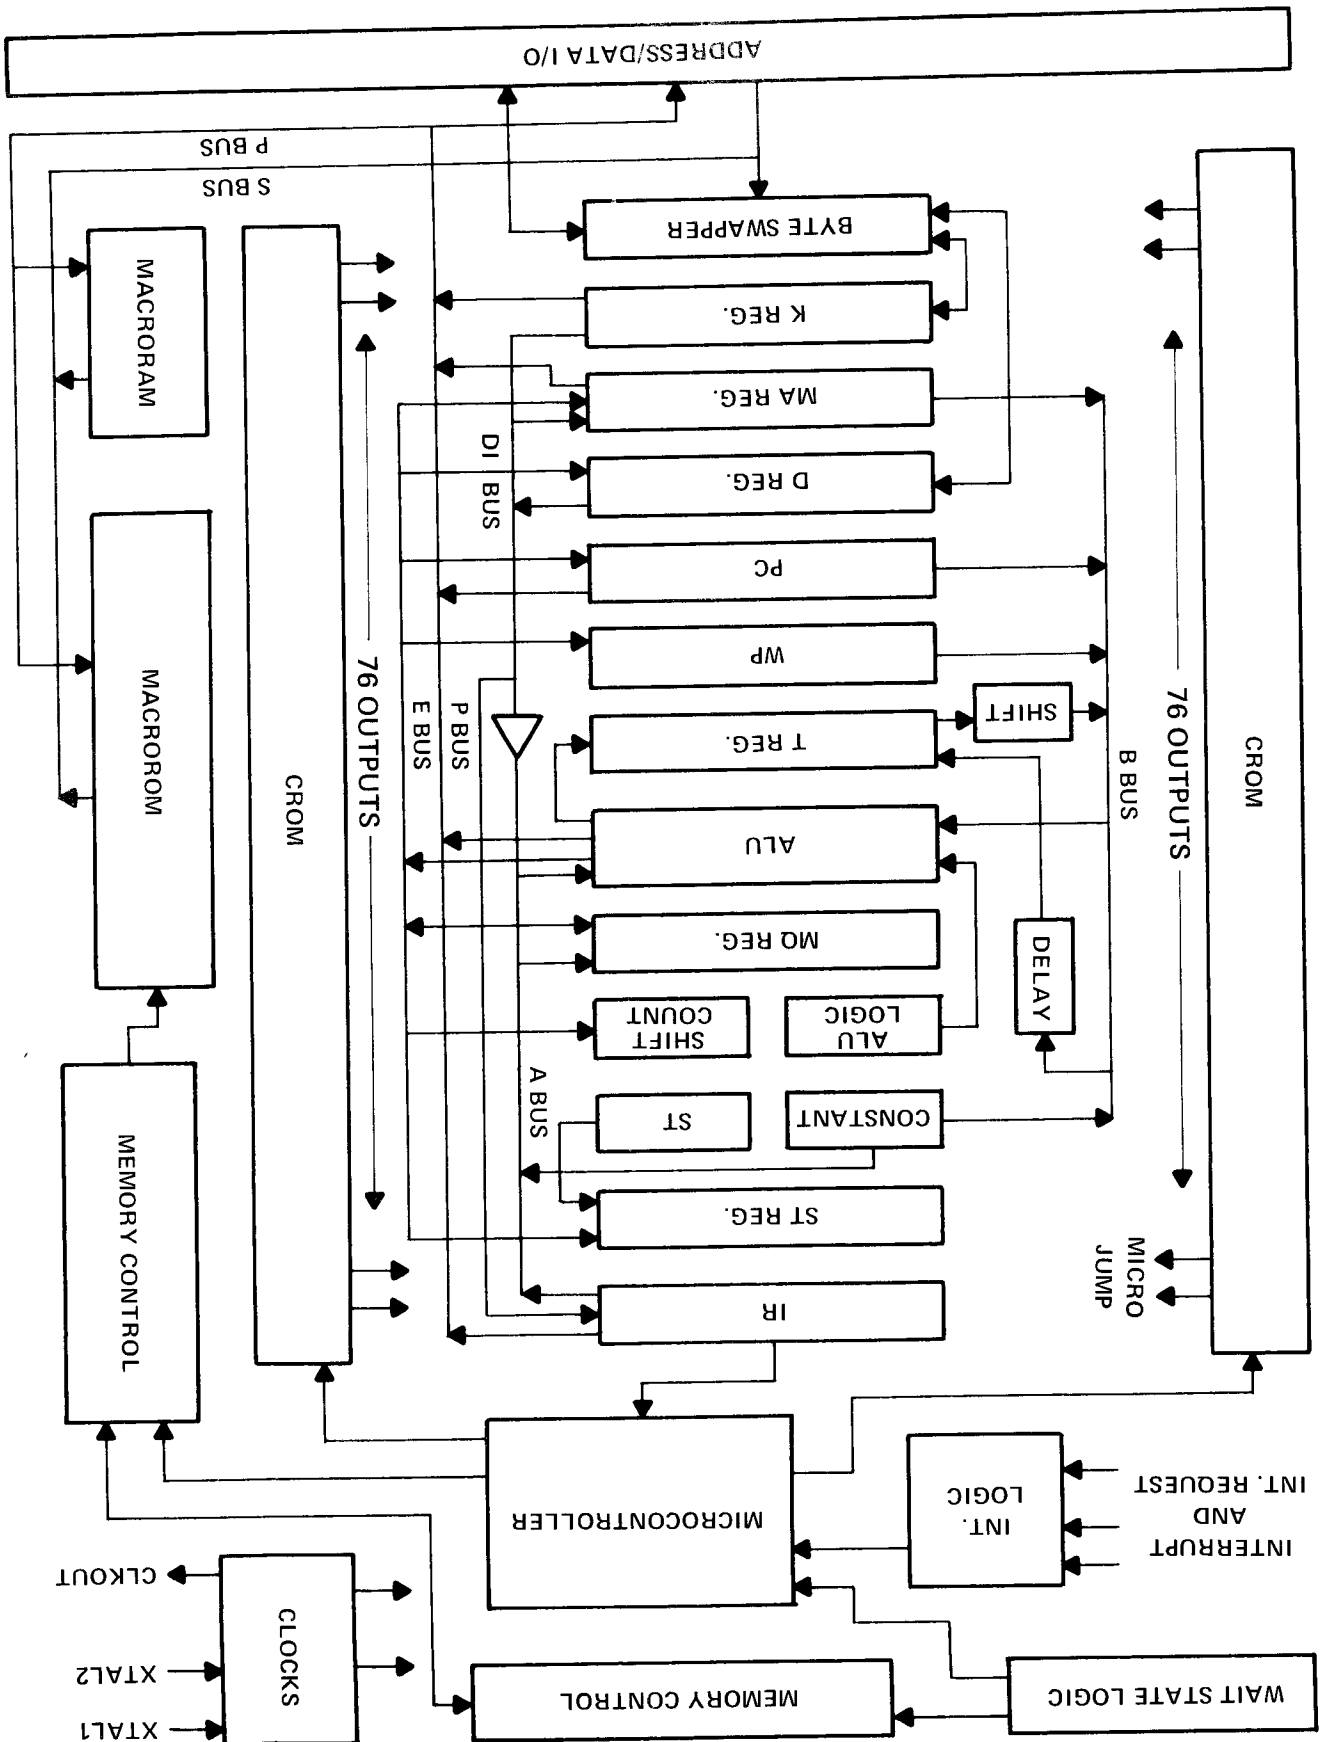 ADDRESS/DATA I/O
P BUS
S BUS
MACRORAM
MACROROM
MEMORY CONTROL
CROM
76 OUTPUTS
E BUS
P BUS
DI BUS
A BUS
BYTE SWAPPER
K REG.
MA REG.
D REG.
PC
WP
T REG.
SHIFT
ALU
MQ REG.
SHIFT
COUNT
ALU
LOGIC
DELAY
ST
CONSTANT
ST REG.
IR
B BUS
76 OUTPUTS
CROM
MICRO
JUMP
MICROCONTROLLER
INT.
LOGIC
INTERRUPT
AND
INT. REQUEST
CLKOUT
XTAL2
XTAL1
CLOCKS
MEMORY CONTROL
WAIT STATE LOGIC